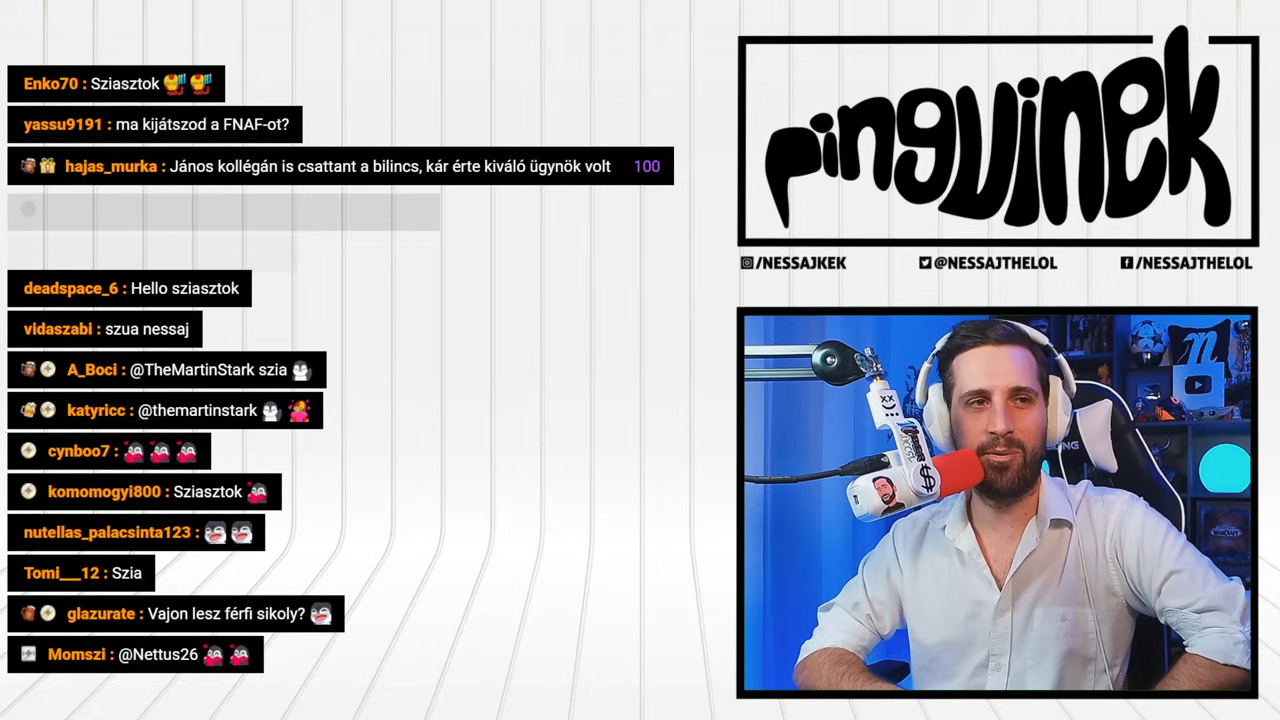 Enko70 : Sziasztok
yassu9191 : ma kijátszod a FNAF-ot?
hajas_murka : János kollégán is csattant a bilincs, kár érte kiváló ügynök volt 100
deadspace_6 : Hello sziasztok
vidaszabi : szua nessaj
A_Boci : @TheMartinStark szia
katyricc : @themartinstark
cynboo7 :
komomogyi800 : Sziasztok
nutellas_palacsinta123 :
Tomi___12 : Szia
glazurate : Vajon lesz férfi sikoly?
Momszi : @Nettus26
pingvinek
/NESSAJKEK
@NESSAJTHELOL
/NESSAJTHELOL